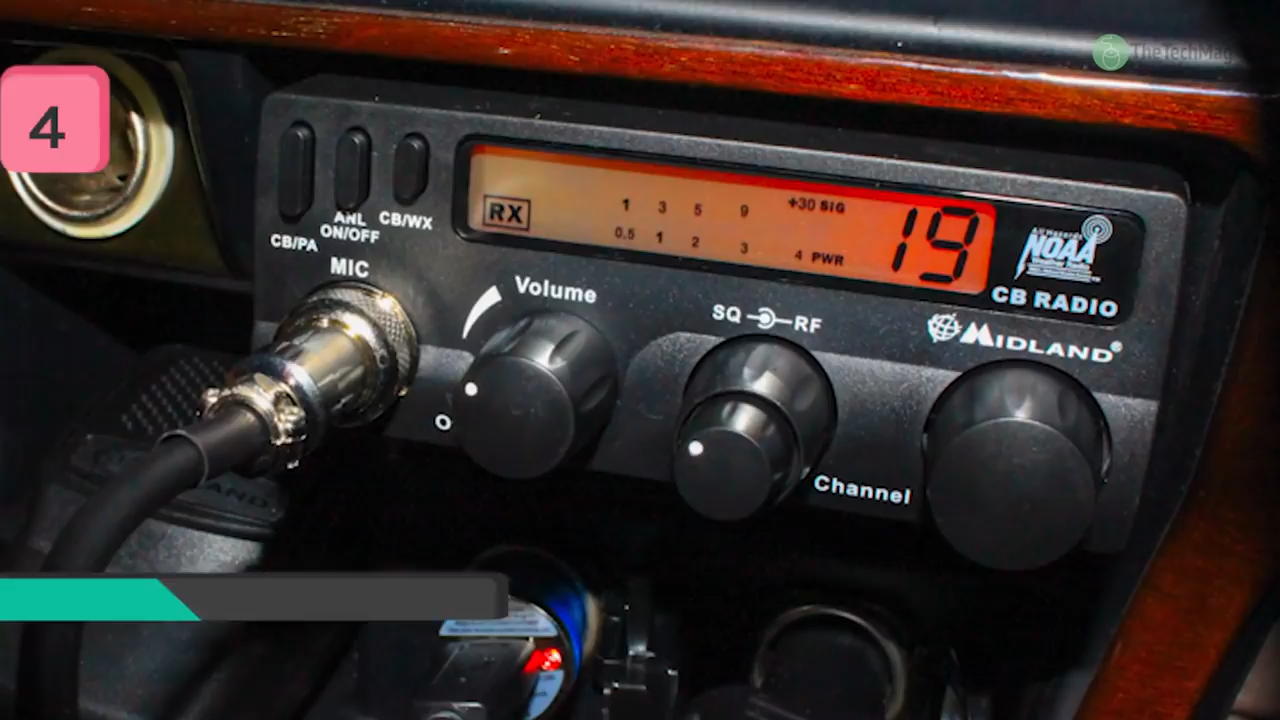 TheTechMag
4
ANL
ON/OFF
CB/WX
CB/PA
MIC
Volume
O
RX
1 3 5 9 +30 SIG
0.5 1 2 3 4 PWR
19
NOAA
CB RADIO
SQ RF
MIDLAND®
Channel